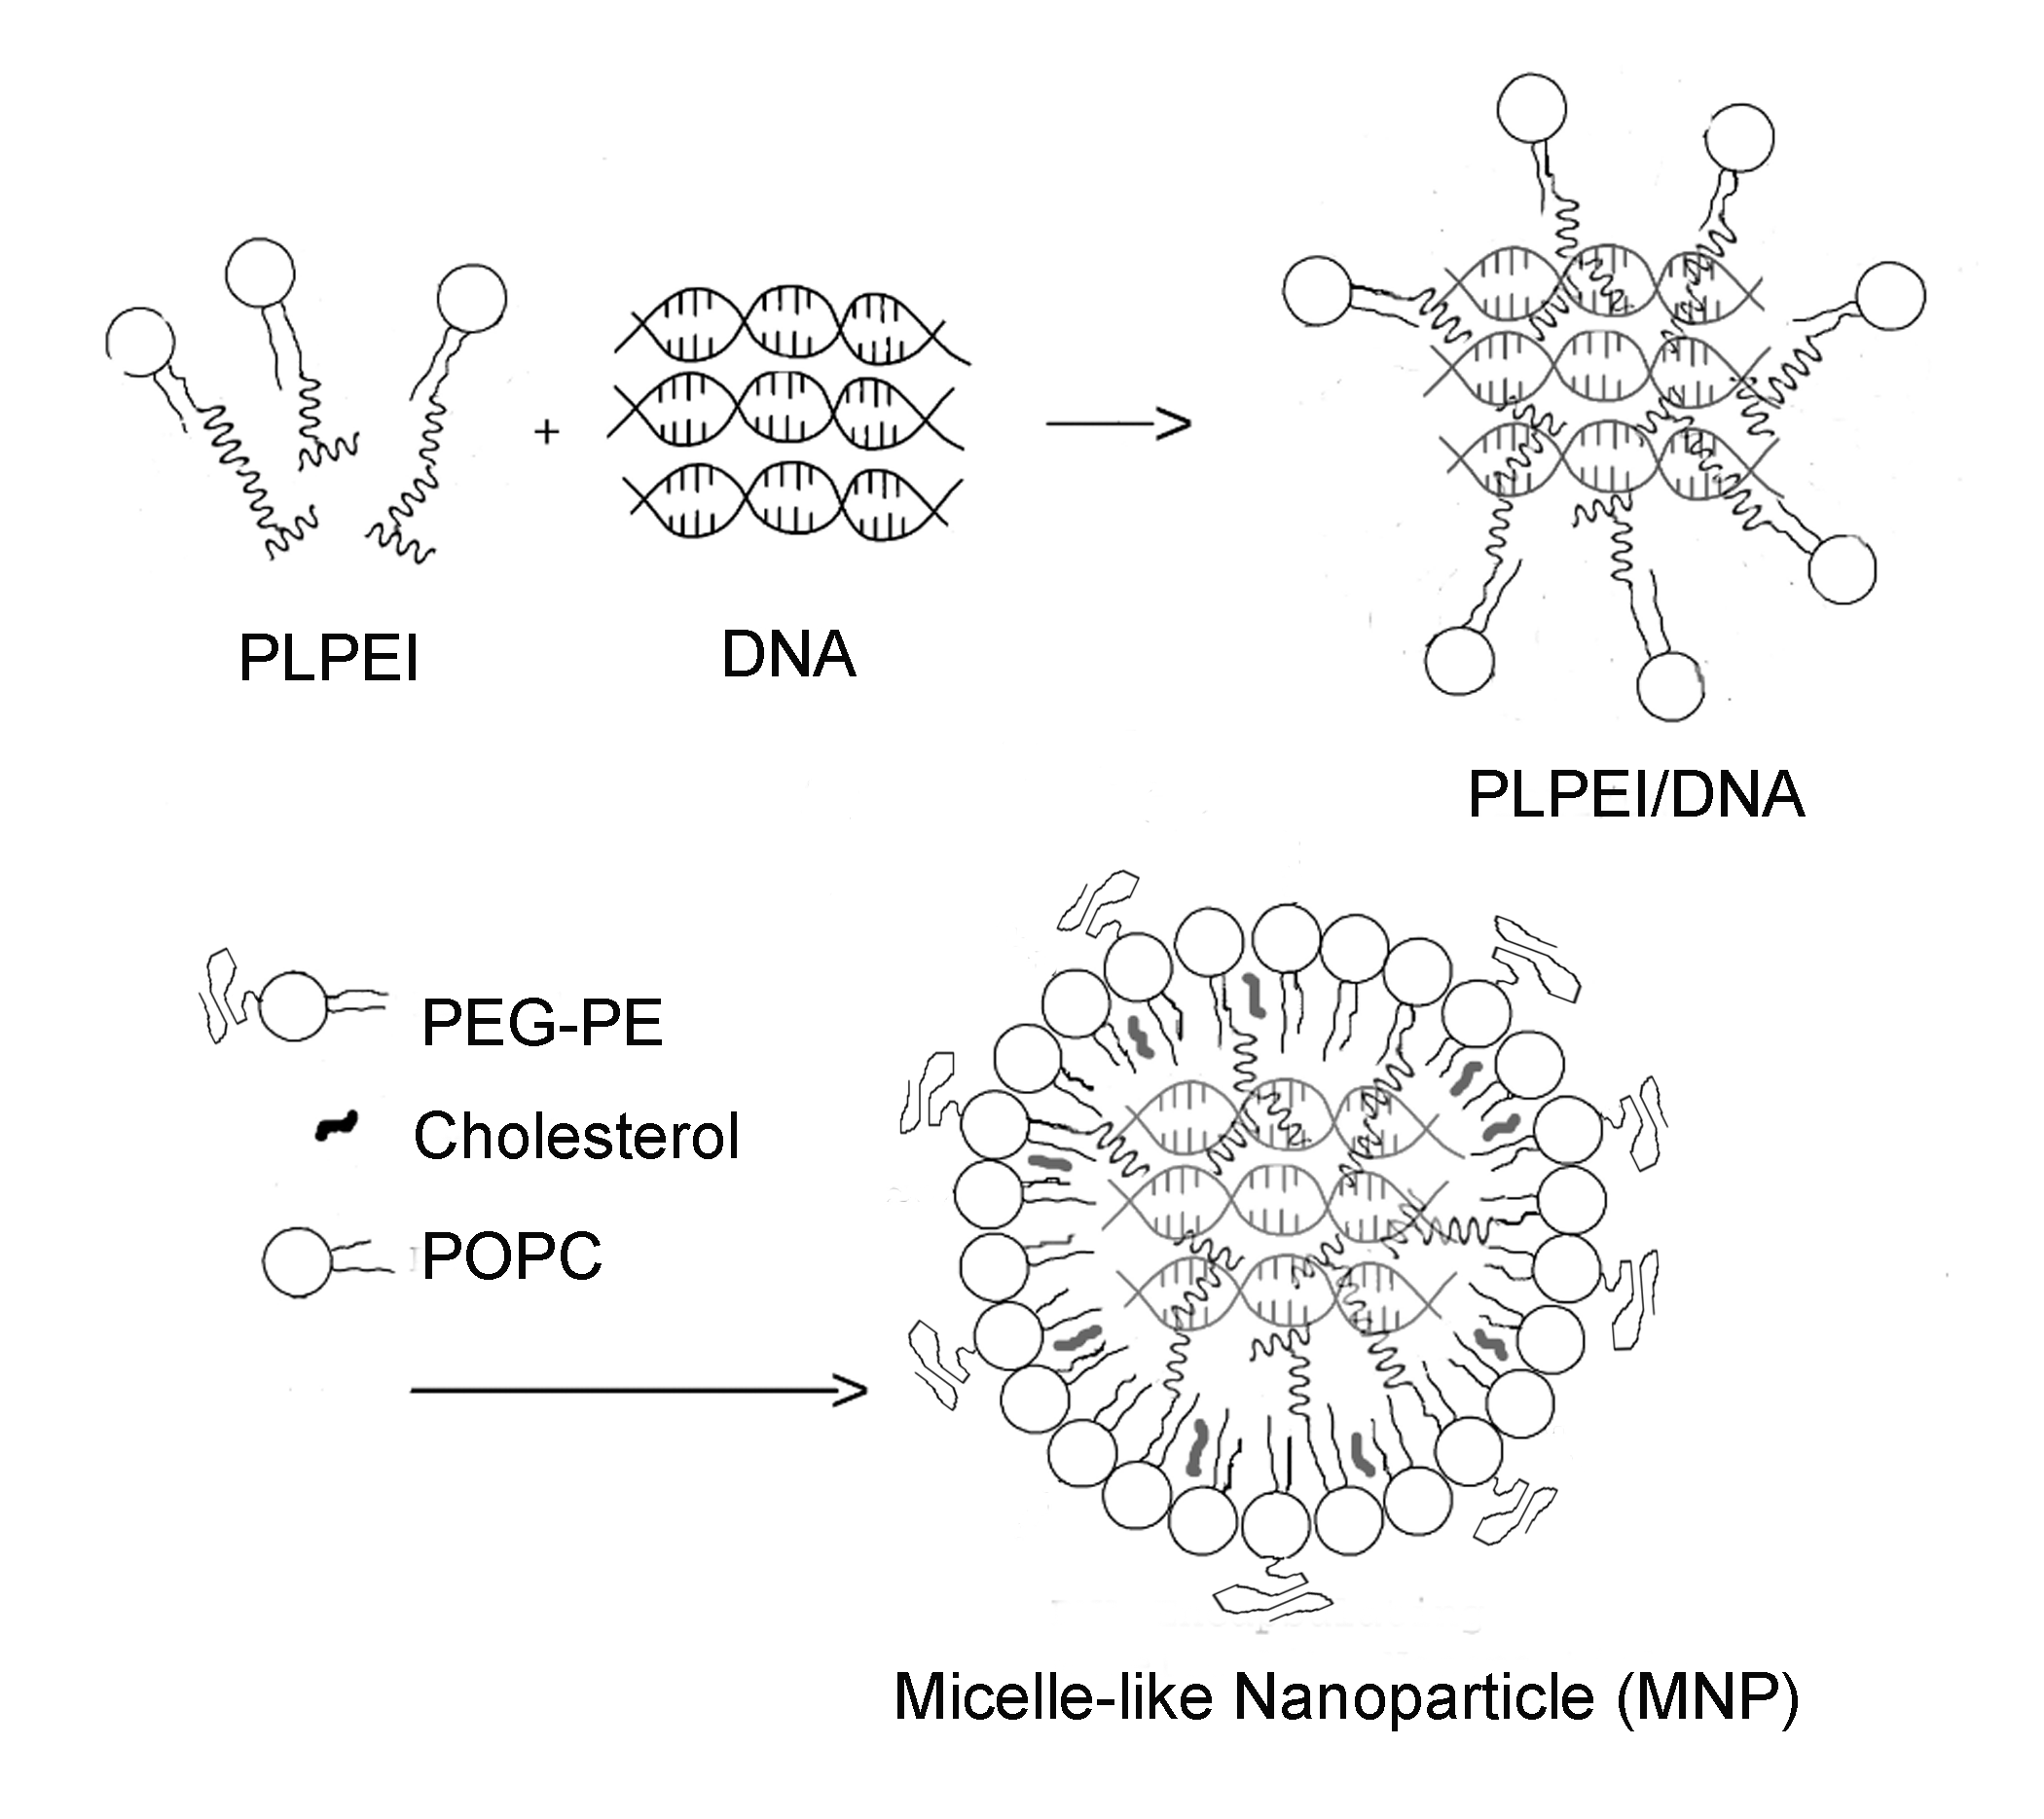 +
PLPEI
DNA
PLPEI/DNA
PEG-PE
Cholesterol
POPC
Micelle-like Nanoparticle (MNP)